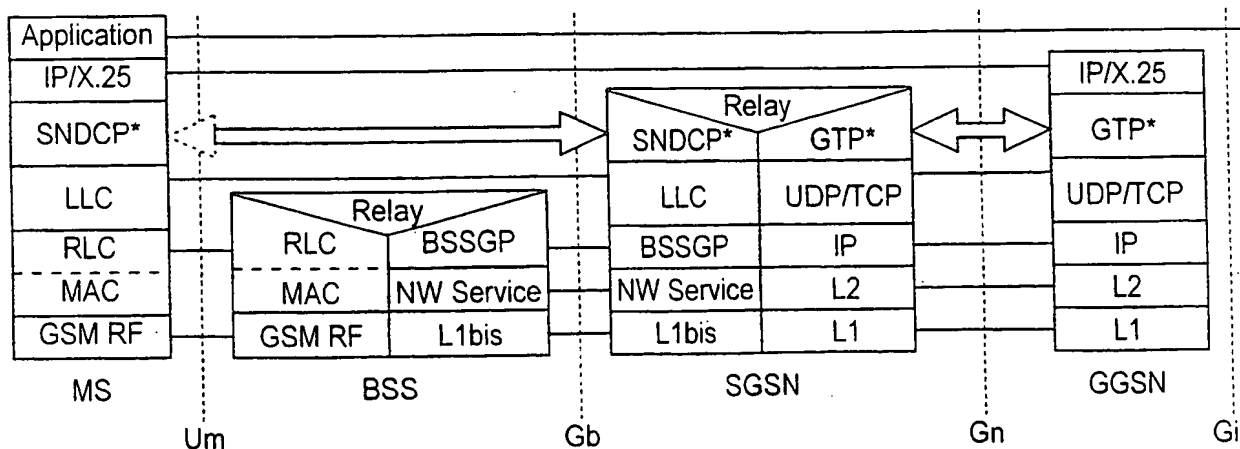 Application
IP/X.25
IP/X.25
Relay
SNDCP*
SNDCP*
GTP*
GTP*
LLC
LLC
UDP/TCP
UDP/TCP
Relay
RLC
RLC
BSSGP
BSSGP
IP
IP
MAC
MAC
NW Service
NW Service
L2
L2
GSM RF
GSM RF
L1bis
L1bis
L1
L1
MS
BSS
SGSN
GGSN
Um
Gb
Gn
Gi